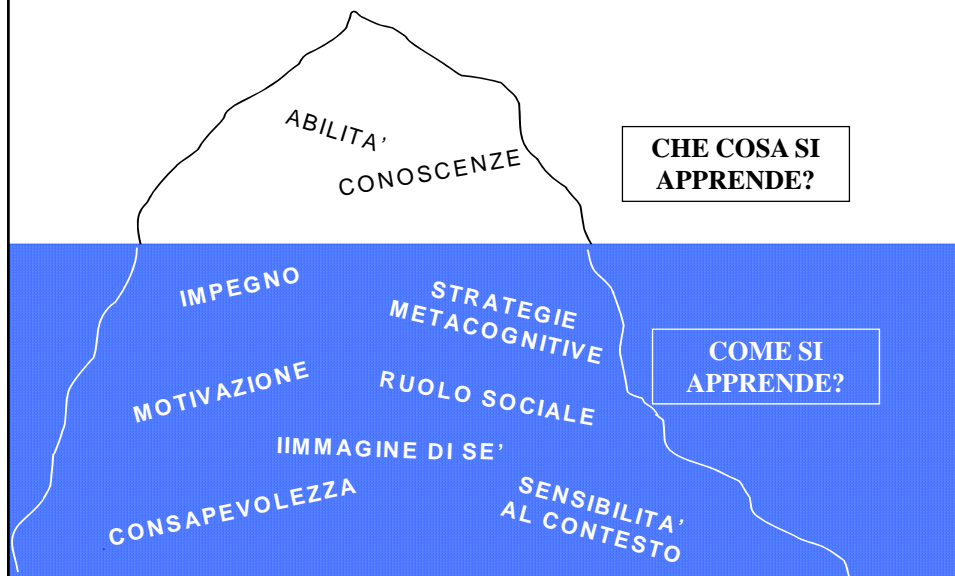 ABILITA'
CONOSCENZE
CHE COSA SI
APPRENDE?
IMPEGNO
STRATEGIE
METACOGNITIVE
COME SI
APPRENDE?
MOTIVAZIONE
RUOLO SOCIALE
IIMMAGINE DI SE'
CONSAPEVOLEZZA
SENSIBILITA'
AL CONTESTO